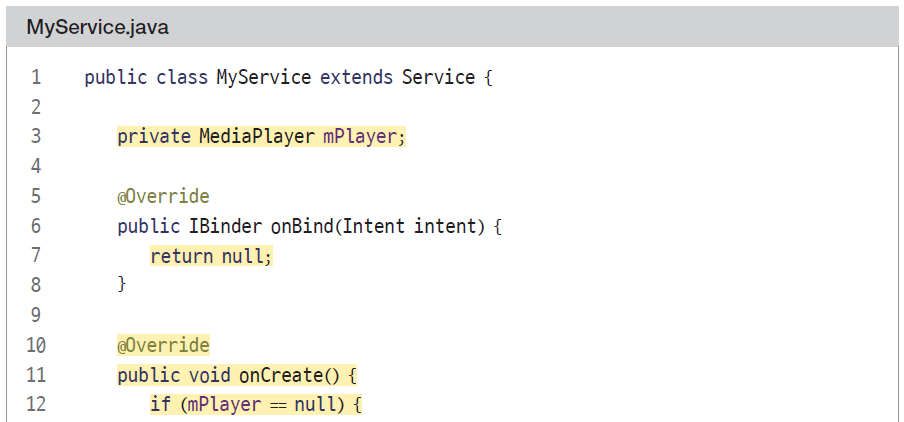 MyService.java
1 public class MyService extends Service {
2
3 private MediaPlayer mPlayer;
4
5 @Override
6 public IBinder onBind(Intent intent) {
7 return null;
8 }
9
10 @Override
11 public void onCreate() {
12 if (mPlayer == null) {